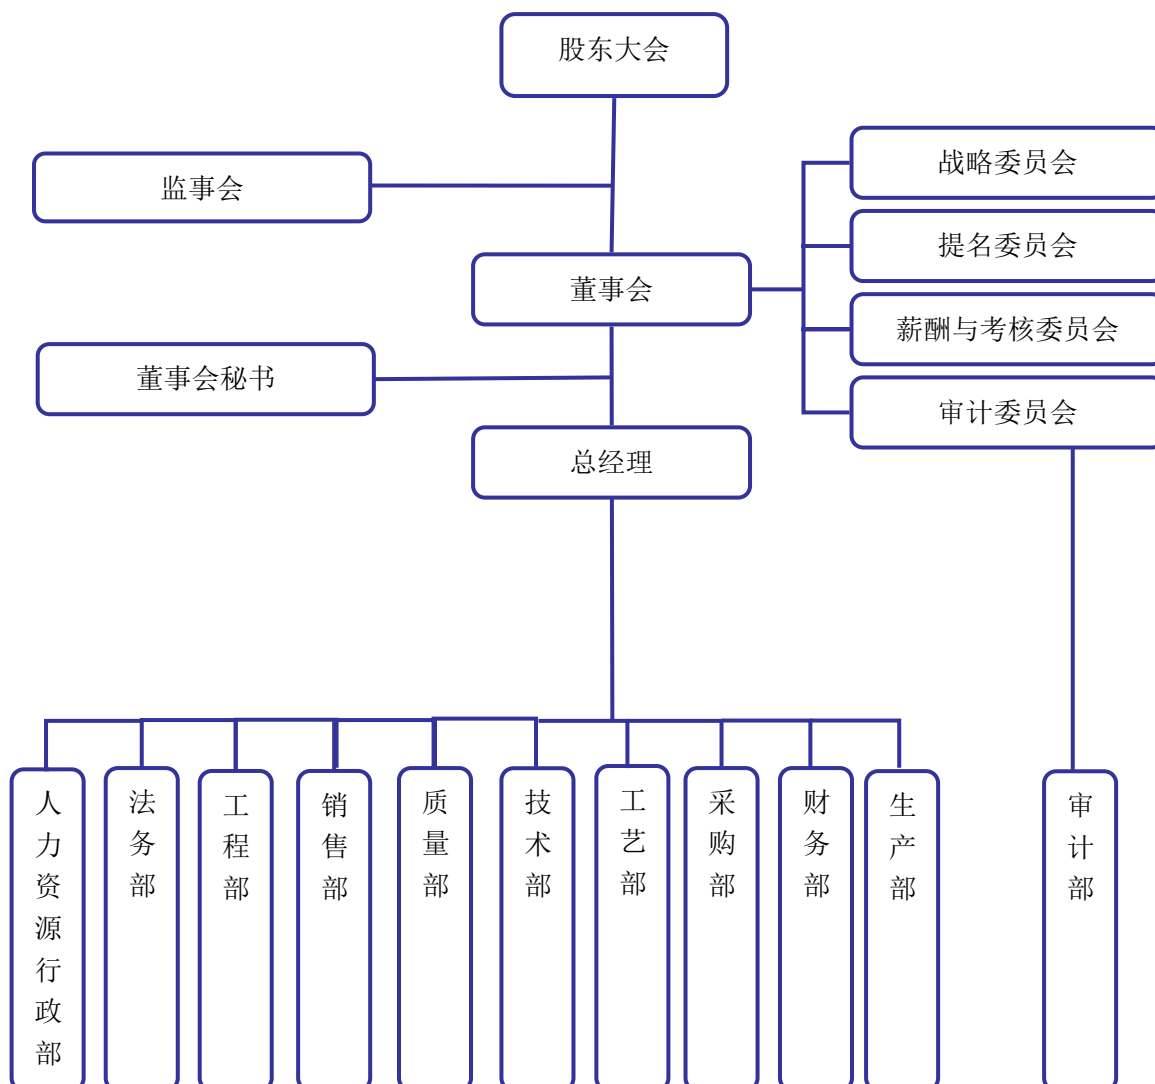 股东大会
监事会
战略委员会
提名委员会
董事会
薪酬与考核委员会
董事会秘书
审计委员会
总经理
人力资源行政部
法务部
工程部
销售部
质量部
技术部
工艺部
采购部
财务部
生产部
审计部